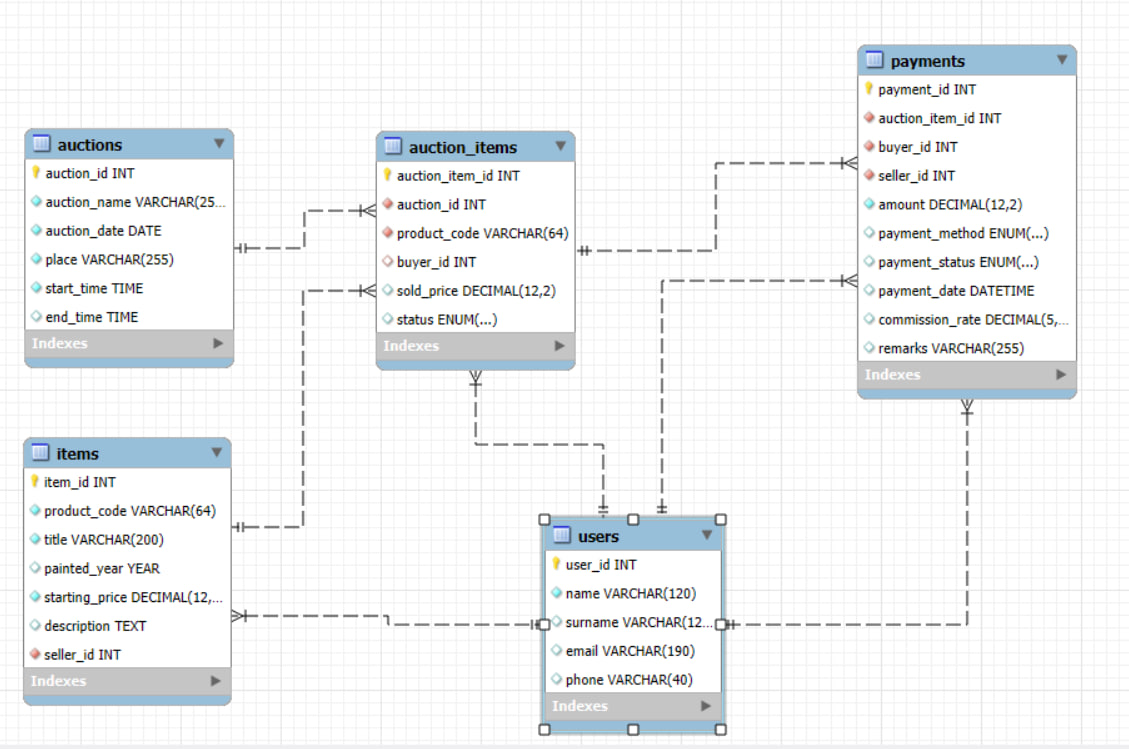 auctions
auction_id INT
auction_name VARCHAR(25...
auction_date DATE
place VARCHAR(255)
start_time TIME
end_time TIME
Indexes
auction_items
auction_item_id INT
auction_id INT
product_code VARCHAR(64)
buyer_id INT
sold_price DECIMAL(12,2)
status ENUM(...)
Indexes
payments
payment_id INT
auction_item_id INT
buyer_id INT
seller_id INT
amount DECIMAL(12,2)
payment_method ENUM(...)
payment_status ENUM(...)
payment_date DATETIME
commission_rate DECIMAL(5,...
remarks VARCHAR(255)
Indexes
items
item_id INT
product_code VARCHAR(64)
title VARCHAR(200)
painted_year YEAR
starting_price DECIMAL(12,...
description TEXT
seller_id INT
Indexes
users
user_id INT
name VARCHAR(120)
surname VARCHAR(12...
email VARCHAR(190)
phone VARCHAR(40)
Indexes